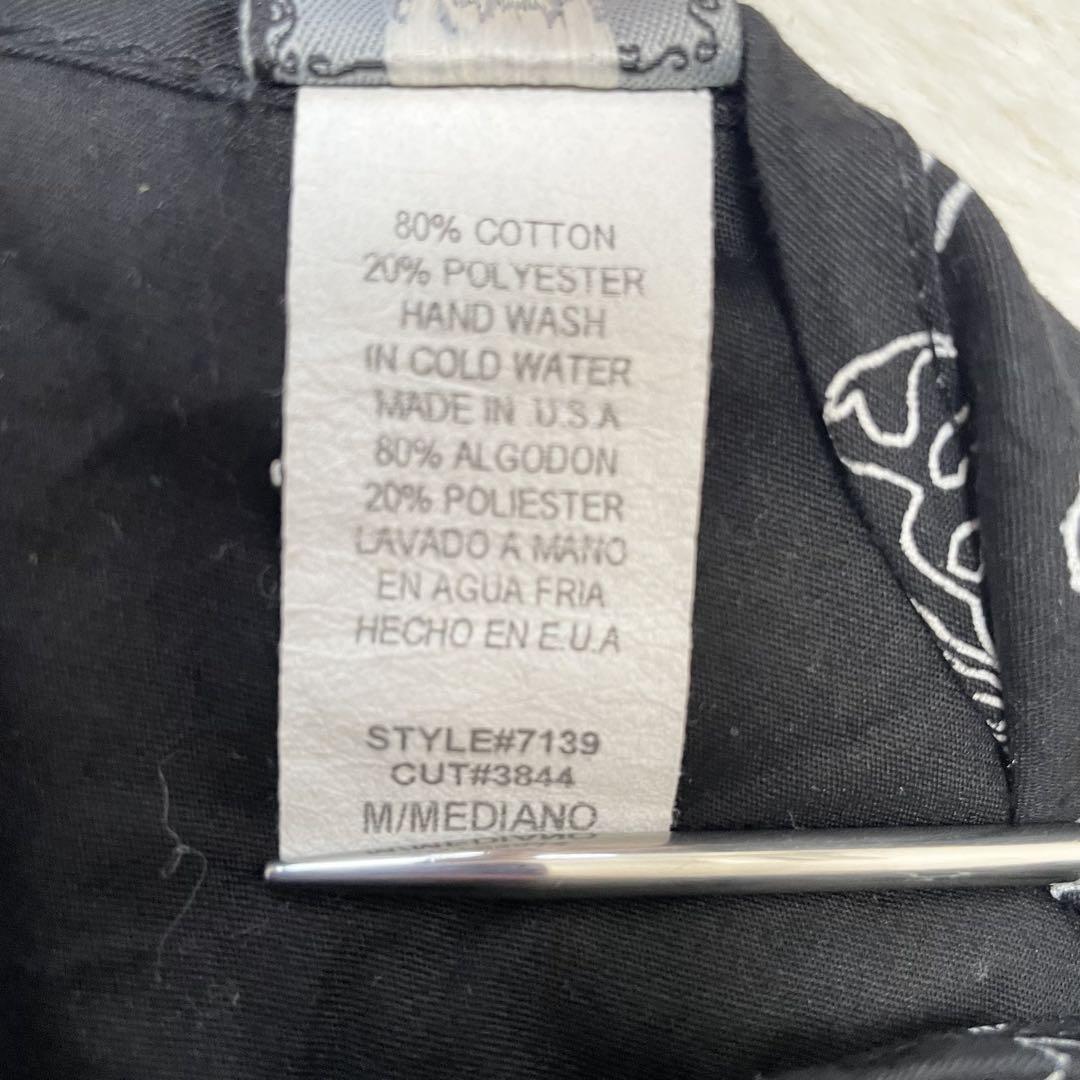 80% COTTON
20% POLYESTER
HAND WASH
IN COLD WATER
MADE IN U.S.A
80% ALGODON
20% POLIESTER
LAVADO A MANO
EN AGUA FRIA
HECHO EN E.U.A
STYLE#7139
CUT#3844
M/MEDIANO